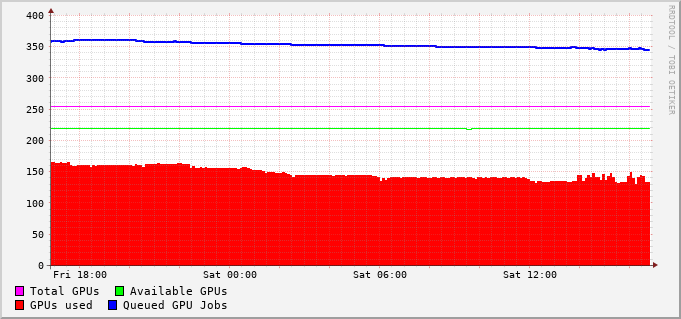 400
350
300
250
200
150
100
50
0
Fri 18:00 Sat 00:00 Sat 06:00 Sat 12:00
Total GPUs Available GPUs
GPUs used Queued GPU Jobs
RRDTOOL / TOBI OETIKER